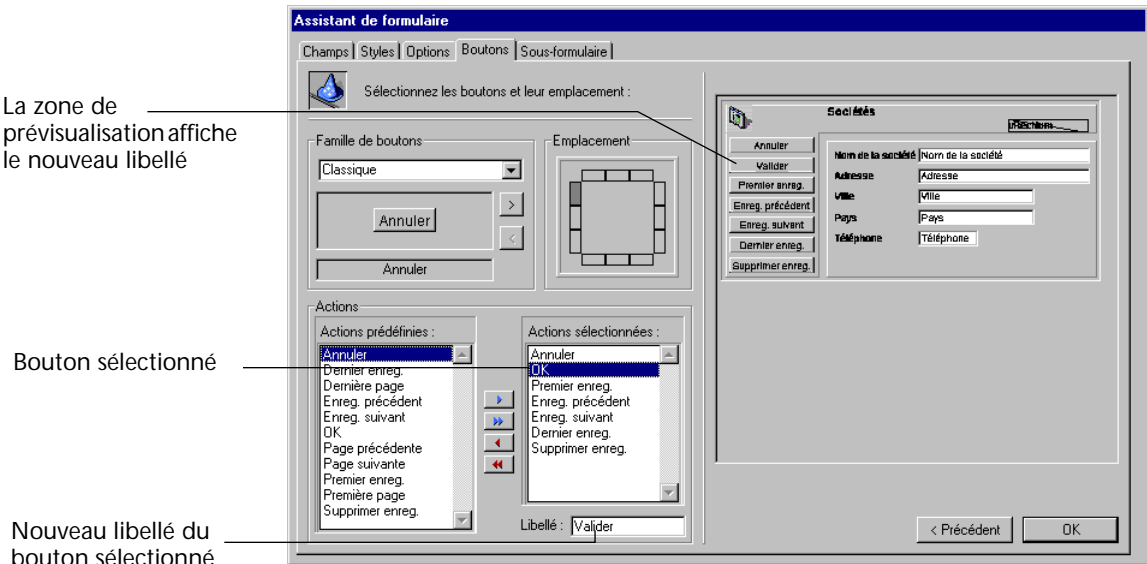 Assistant de formulaire
Champs Styles Options Boutons Sous-formulaire
Sélectionnez les boutons et leur emplacement :
La zone de
prévisualisation affiche
le nouveau libellé
Famille de boutons
Classique
Annuler
>
<
Annuler
Emplacement
Sociétés
Annuler
Valider
Premier enreg.
Enreg. précédent
Enreg. suivant
Dernier enreg.
Supprimer enreg.
Nom de la société Nom de la société
Adresse Adresse
Ville Ville
Pays Pays
Téléphone Téléphone
Actions
Actions prédéfinies :
Annuler
Dernier enreg.
Dernière page
Enreg. précédent
Enreg. suivant
OK
Page précédente
Page suivante
Premier enreg.
Première page
Supprimer enreg.
Actions sélectionnées :
Annuler
OK
Premier enreg.
Enreg. précédent
Enreg. suivant
Dernier enreg.
Supprimer enreg.
Bouton sélectionné
Libellé : Valider
Nouveau libellé du
bouton sélectionné
< Précédent
OK